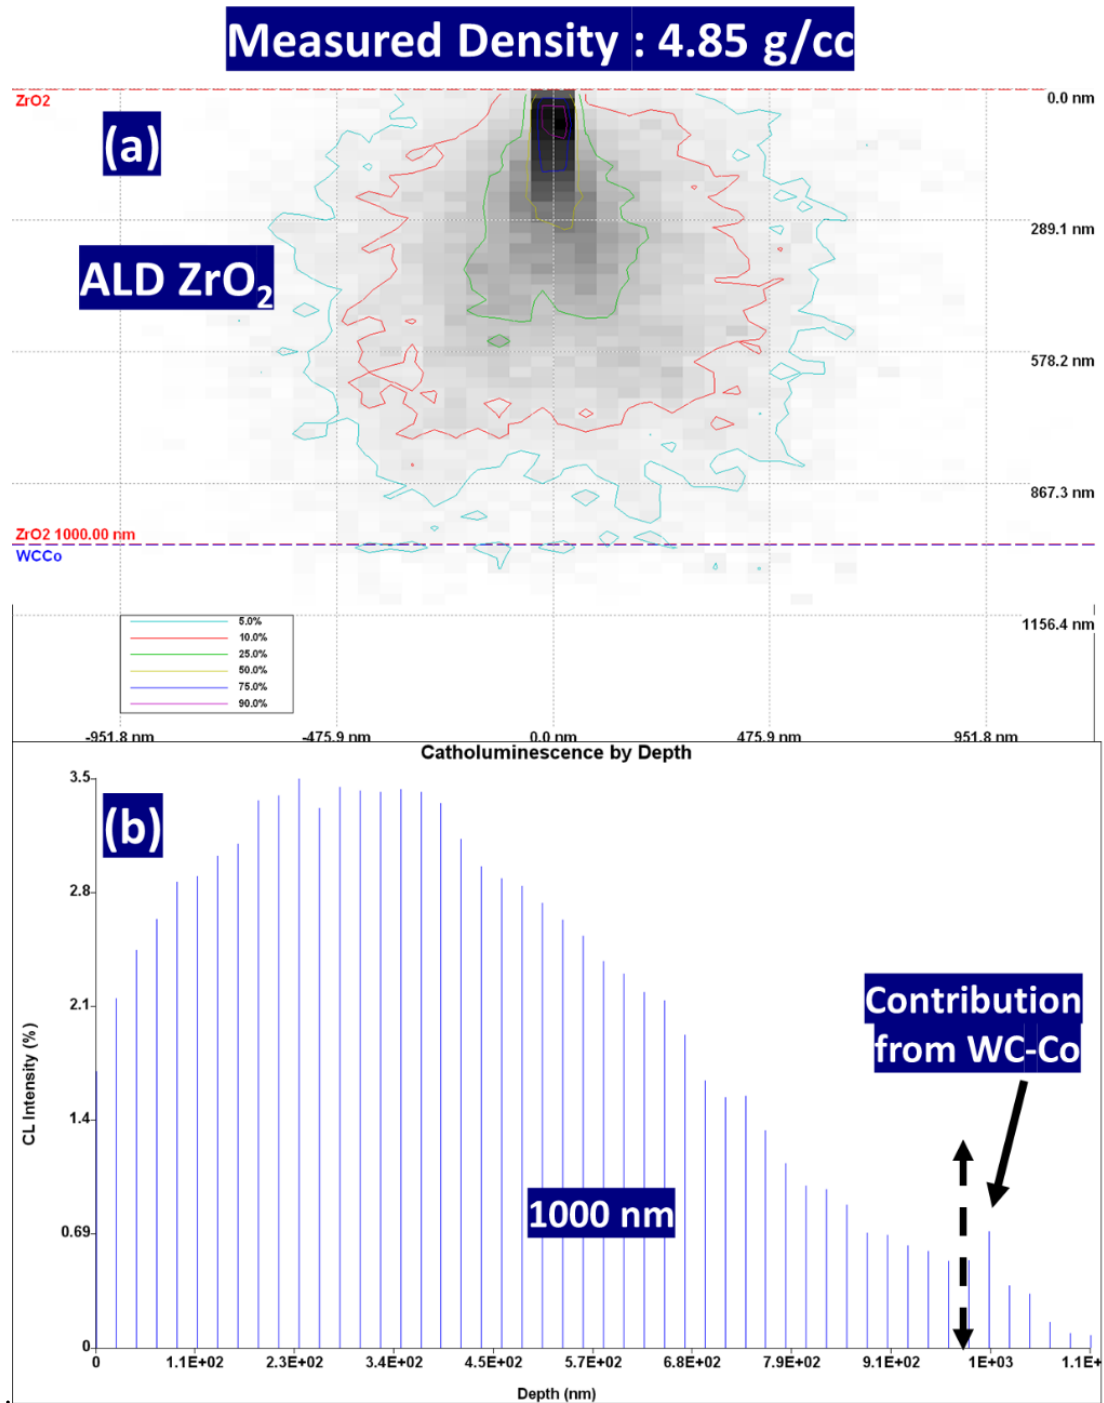 Measured Density : 4.85 g/cc
ZrO2
0.0 nm
(a)
289.1 nm
ALD ZrO₂
578.2 nm
867.3 nm
ZrO2 1000.00 nm
WCCo
1156.4 nm
5.0%
10.0%
25.0%
50.0%
75.0%
90.0%
-951.8 nm -475.9 nm 0.0 nm 475.9 nm 951.8 nm
Catholuminescence by Depth
(b)
3.5
2.8
2.1
1.4
0.69
0
CL Intensity (%)
Contribution
from WC-Co
1000 nm
0 1.1E+02 2.3E+02 3.4E+02 4.5E+02 5.7E+02 6.8E+02 7.9E+02 9.1E+02 1E+03 1.1E+
Depth (nm)